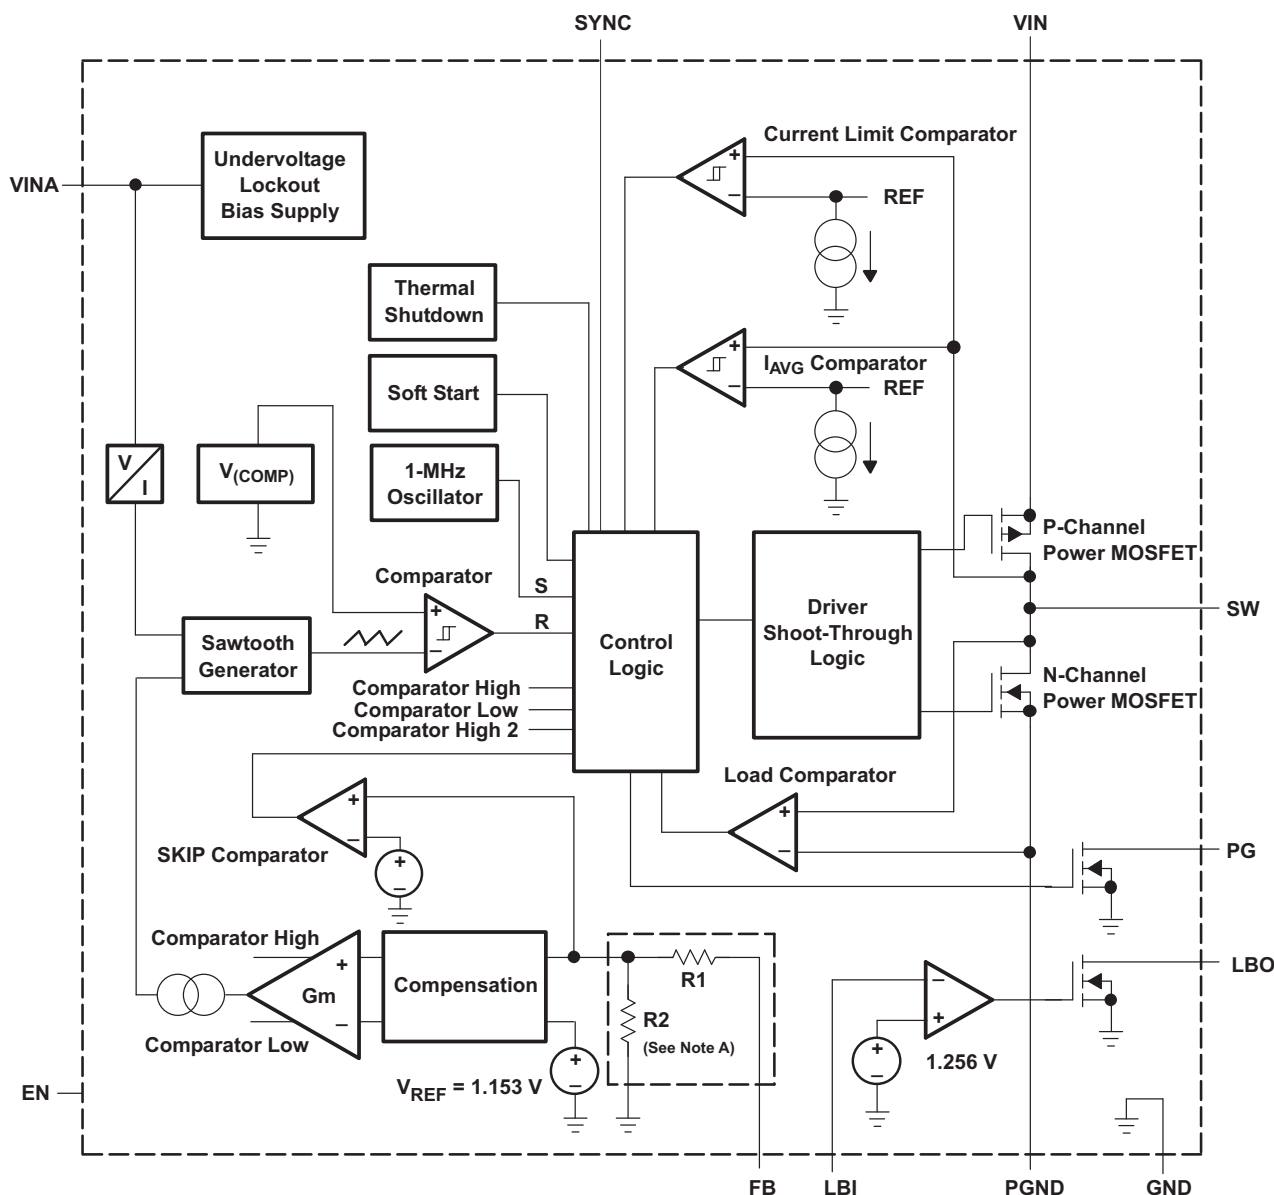 SYNC
VIN
Current Limit Comparator
+
−
REF
VINA
Undervoltage
Lockout
Bias Supply
Thermal
Shutdown
+
−
I_AVG Comparator
REF
Soft Start
V
I
V(COMP)
1-MHz
Oscillator
P-Channel
Power MOSFET
Comparator
+
−
S
R
Sawtooth
Generator
Control
Logic
Driver
Shoot-Through
Logic
SW
N-Channel
Power MOSFET
Comparator High
Comparator Low
Comparator High 2
Load Comparator
+
−
+
−
SKIP Comparator
+
−
PG
Comparator High
+
Gm
−
Comparator Low
Compensation
R1
R2
(See Note A)
VREF = 1.153 V
+
−
−
+
+
−
1.256 V
LBO
EN
FB
LBI
PGND
GND